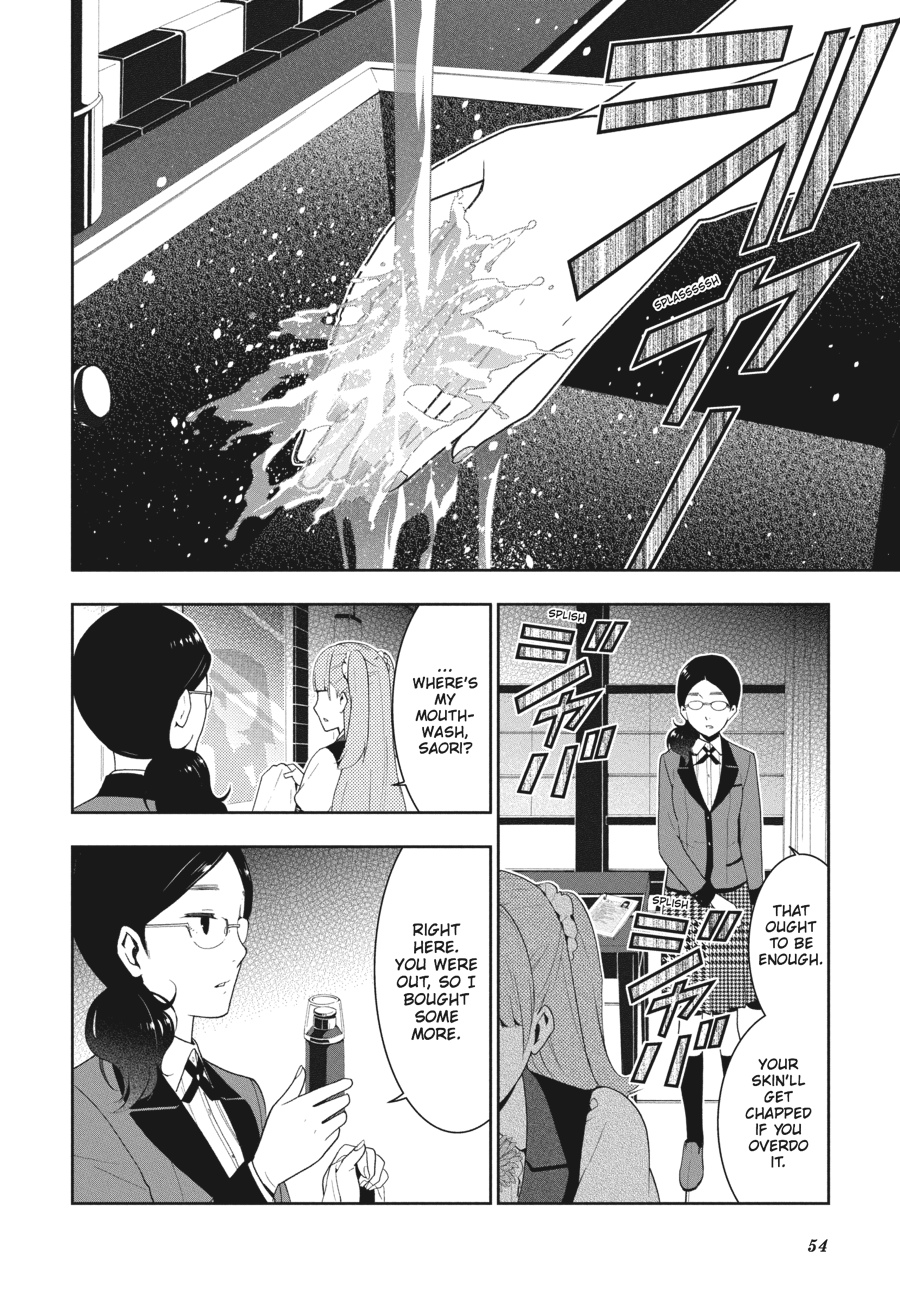 ジャ
SPLASSSSSH
SPLISH
ジャバ
THAT
OUGHT
TO BE
ENOUGH.
SPLISH
ジャバ
YOUR
SKIN'LL
GET
CHAPPED
IF YOU
OVERDO
IT.
...
WHERE'S
MY
MOUTH-
WASH,
SAORI?
RIGHT
HERE.
YOU WERE
OUT, SO I
BOUGHT
SOME
MORE.
54